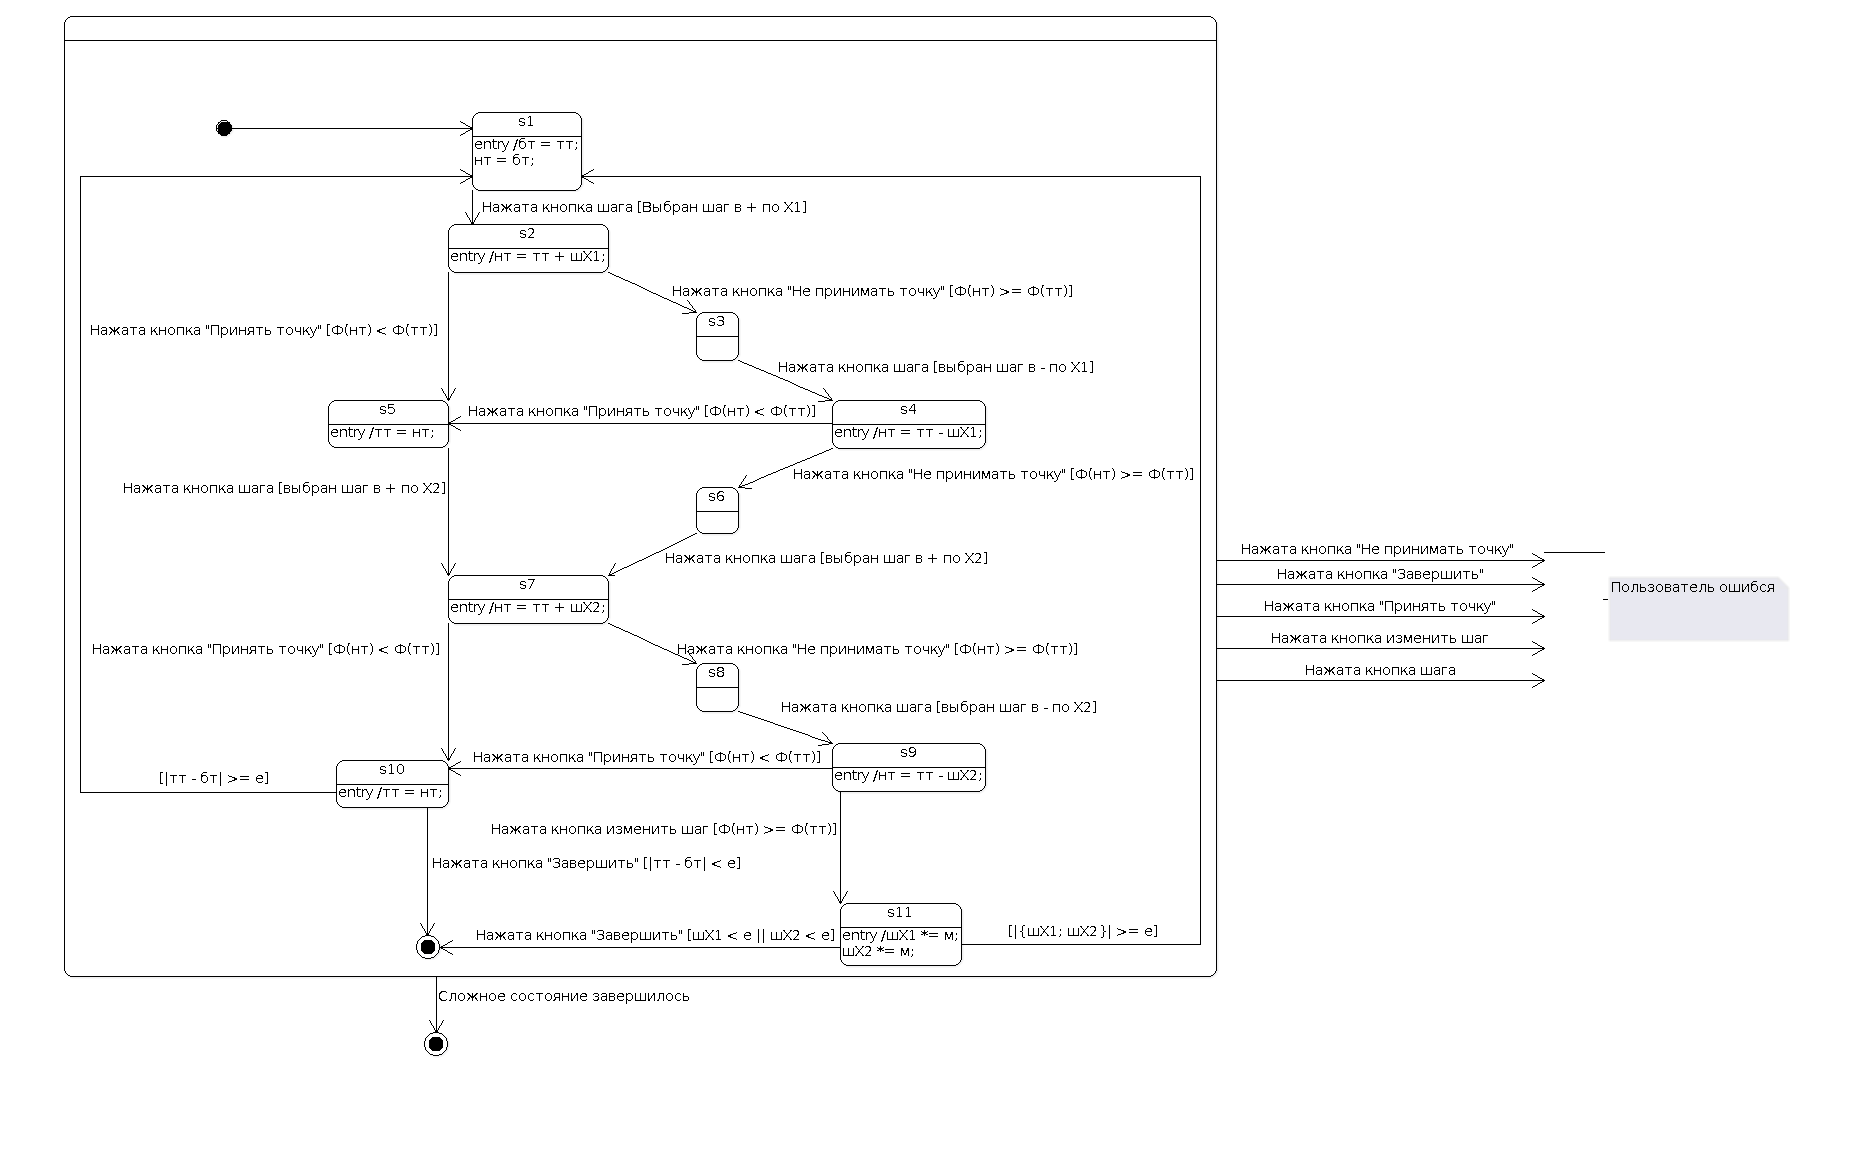 s1
entry /бт = тт;
нт = бт;
Нажата кнопка шага [Выбран шаг в + по X1]
s2
entry /нт = тт + шX1;
Нажата кнопка "Не принимать точку" [Ф(нт) >= Ф(тт)]
s3
Нажата кнопка "Принять точку" [Ф(нт) < Ф(тт)]
Нажата кнопка шага [выбран шаг в - по X1]
s5
entry /тт = нт;
Нажата кнопка "Принять точку" [Ф(нт) < Ф(тт)]
s4
entry /нт = тт - шX1;
Нажата кнопка "Не принимать точку" [Ф(нт) >= Ф(тт)]
Нажата кнопка шага [выбран шаг в + по X2]
s6
Нажата кнопка шага [выбран шаг в + по X2]
Нажата кнопка "Не принимать точку"
Нажата кнопка "Завершить"
Нажата кнопка "Принять точку"
Нажата кнопка изменить шаг
Нажата кнопка шага
Пользователь ошибся
s7
entry /нт = тт + шX2;
Нажата кнопка "Принять точку" [Ф(нт) < Ф(тт)]
Нажата кнопка "Не принимать точку" [Ф(нт) >= Ф(тт)]
s8
Нажата кнопка шага [выбран шаг в - по X2]
[|тт - бт| >= e]
s10
entry /тт = нт;
Нажата кнопка "Принять точку" [Ф(нт) < Ф(тт)]
s9
entry /нт = тт - шX2;
Нажата кнопка изменить шаг [Ф(нт) >= Ф(тт)]
Нажата кнопка "Завершить" [|тт - бт| < e]
s11
entry /шX1 *= м;
шX2 *= м;
Нажата кнопка "Завершить" [шX1 < e || шX2 < e]
[|{шX1; шX2}| >= e]
Сложное состояние завершилось